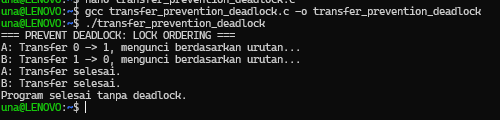 una@LENOVO:~$ nano transfer_prevention_deadlock.c
una@LENOVO:~$ gcc transfer_prevention_deadlock.c -o transfer_prevention_deadlock
una@LENOVO:~$ ./transfer_prevention_deadlock
=== PREVENT DEADLOCK: LOCK ORDERING ===
A: Transfer 0 -> 1, mengunci berdasarkan urutan...
B: Transfer 1 -> 0, mengunci berdasarkan urutan...
A: Transfer selesai.
B: Transfer selesai.
Program selesai tanpa deadlock.
una@LENOVO:~$